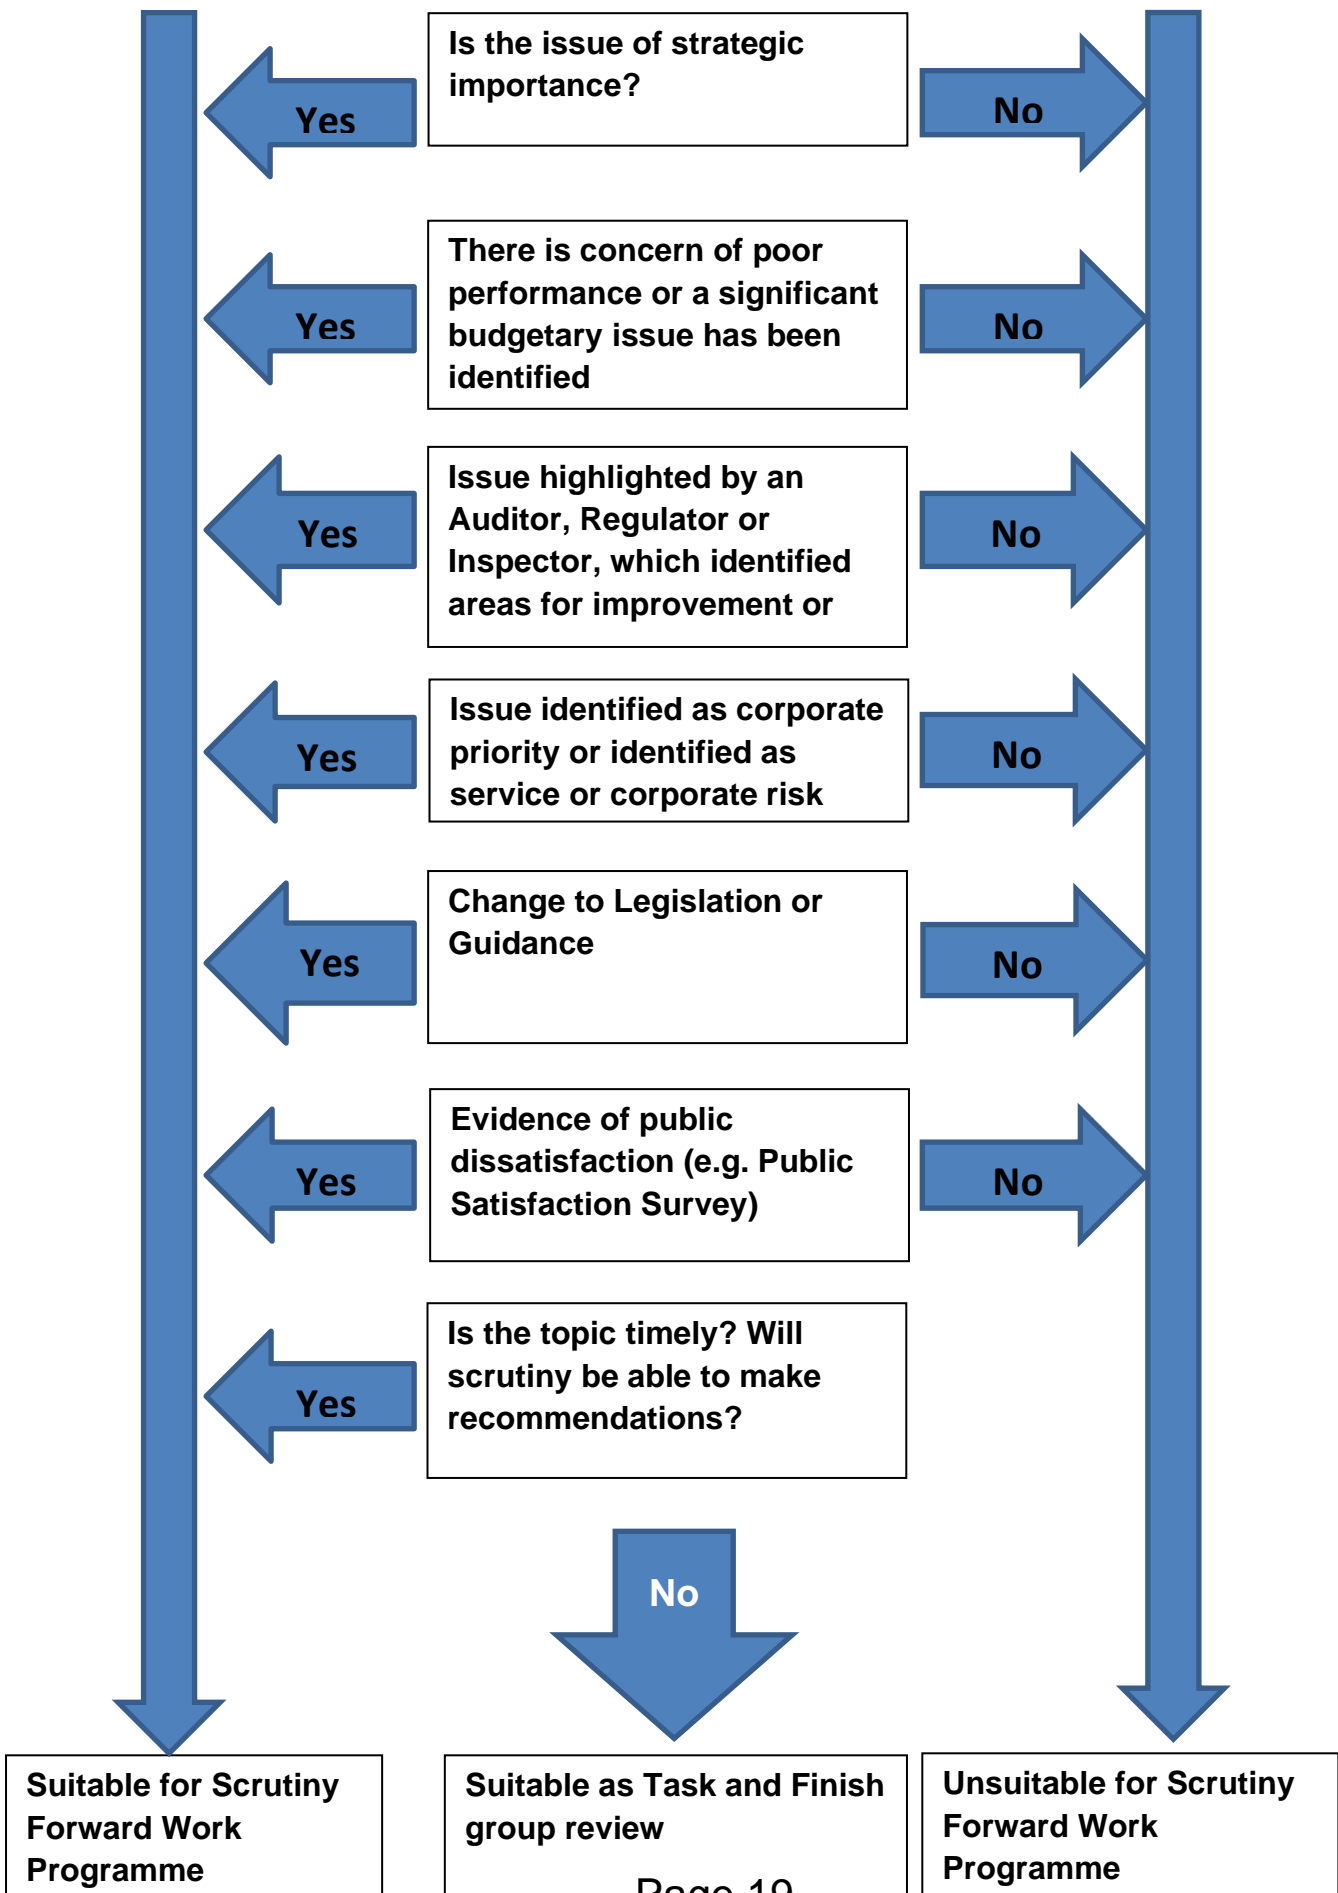 Is the issue of strategic
importance?
Yes
No
There is concern of poor
performance or a significant
budgetary issue has been
identified
Yes
No
Issue highlighted by an
Auditor, Regulator or
Inspector, which identified
areas for improvement or
Yes
No
Issue identified as corporate
priority or identified as
service or corporate risk
Yes
No
Change to Legislation or
Guidance
Yes
No
Evidence of public
dissatisfaction (e.g. Public
Satisfaction Survey)
Yes
No
Is the topic timely? Will
scrutiny be able to make
recommendations?
Yes
No
Suitable for Scrutiny
Forward Work
Programme
Suitable as Task and Finish
group review
Unsuitable for Scrutiny
Forward Work
Programme
Page 19